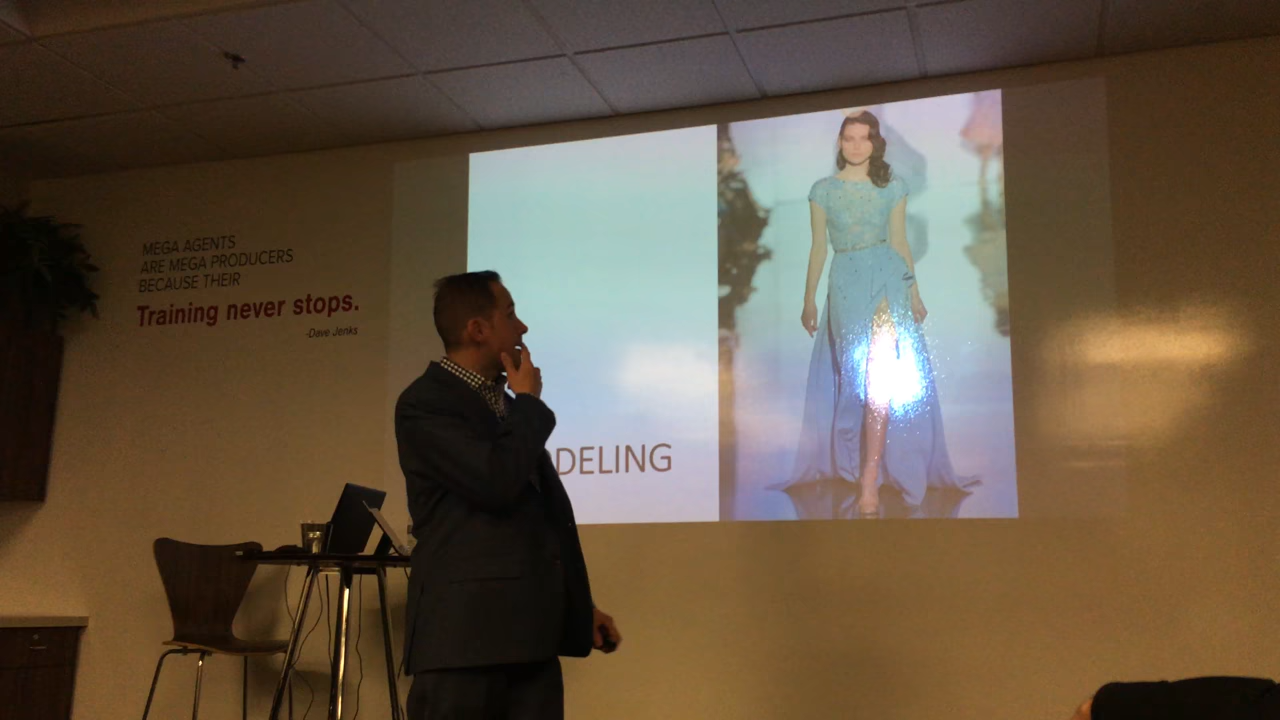 MEGA AGENTS
ARE MEGA PRODUCERS
BECAUSE THEIR
Training never stops.
-Dave Jenks
DELING